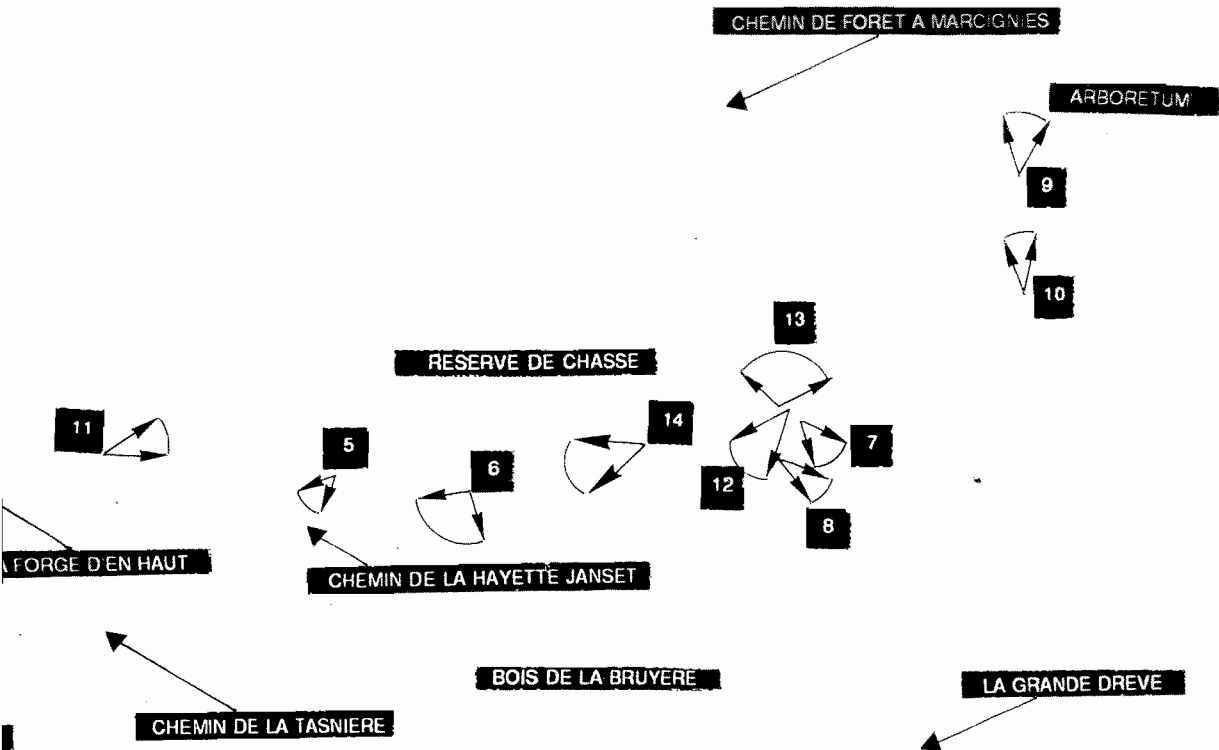 CHEMIN DE FORET A MARCIGNIES
ARBORETUM
9
10
13
RESERVE DE CHASSE
11
14
5
7
6
12
8
FORGE D'EN HAUT
CHEMIN DE LA HAYETTE JANSET
BOIS DE LA BRUYERE
LA GRANDE DREVE
CHEMIN DE LA TASNIERE